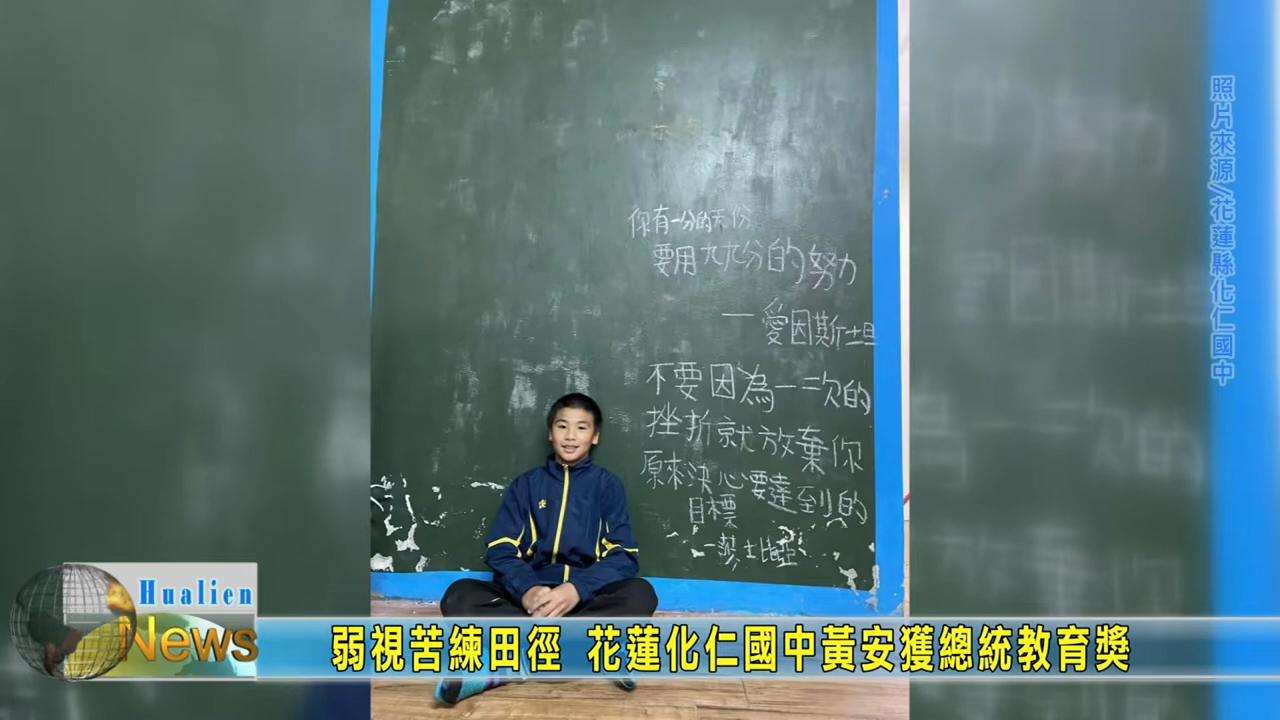 你有一分的天份
要用九九分的努力
一愛因斯坦
不要因為一二次的
挫折就放棄你
原來決心要達到的
目標
一莎士比亞
照片來源/花蓮縣化仁國中
Hualien
News
弱視苦練田徑 花蓮化仁國中黃安獲總統教育獎